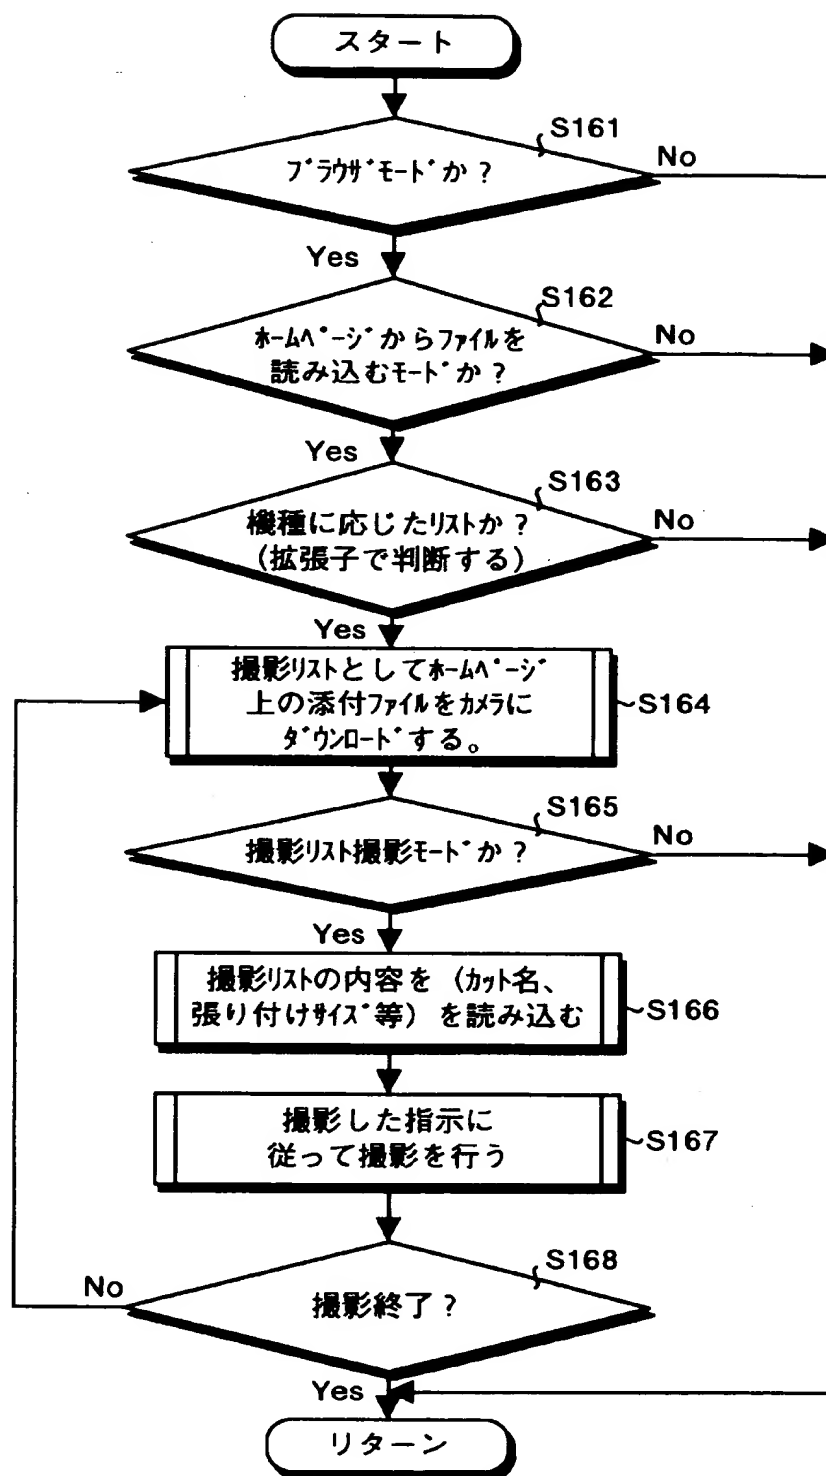 スタート
S161
ブラウザモードか?
No
Yes
S162
ホームページからファイルを
読み込むモードか?
No
Yes
S163
機種に応じたリストか?
(拡張子で判断する)
No
Yes
撮影リストとしてホームページ
上の添付ファイルをカメラに
ダウンロードする。
S164
S165
撮影リスト撮影モードか?
No
Yes
撮影リストの内容を(カット名、
張り付けサイズ等)を読み込む
S166
撮影した指示に
従って撮影を行う
S167
S168
No
撮影終了?
Yes
リターン